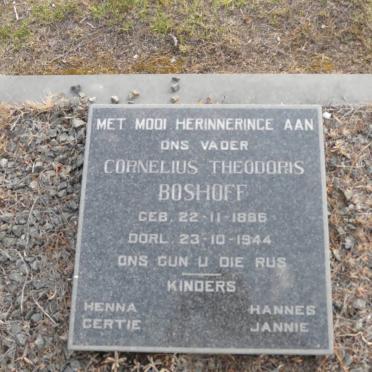 MET MOOI HERINNERINGE AAN
ONS VADER
CORNELIUS THEODORIS
BOSHOFF
GEB. 22-11-1886
OORL. 23-10-1944
ONS GUN U DIE RUS
KINDERS
HENNA HANNES
GERTIE JANNIE